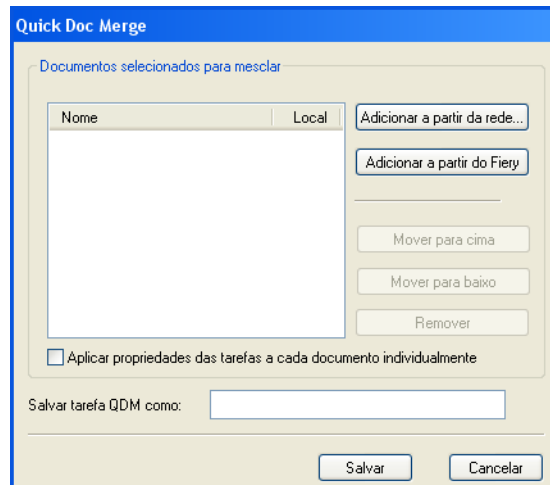 Quick Doc Merge
Documentos selecionados para mesclar
Nome Local
Adicionar a partir da rede...
Adicionar a partir do Fiery
Mover para cima
Mover para baixo
Remover
Aplicar propriedades das tarefas a cada documento individualmente
Salvar tarefa QDM como:
Salvar Cancelar